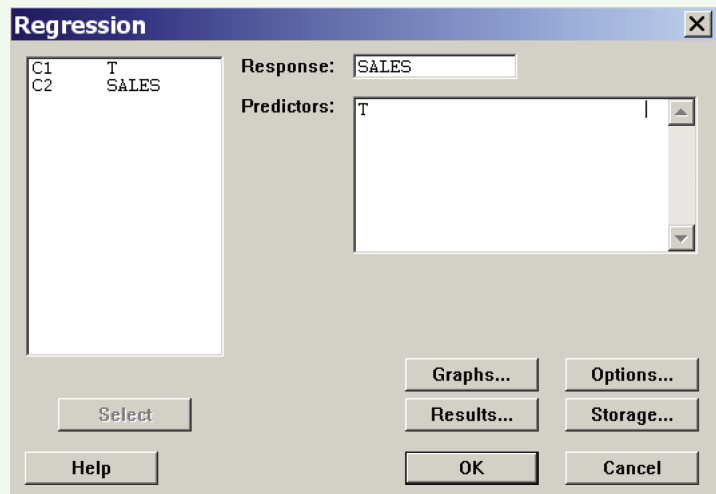 Regression
C1 T
C2 SALES
Response: SALES
Predictors: T
Graphs... Options...
Select Results... Storage...
Help OK Cancel